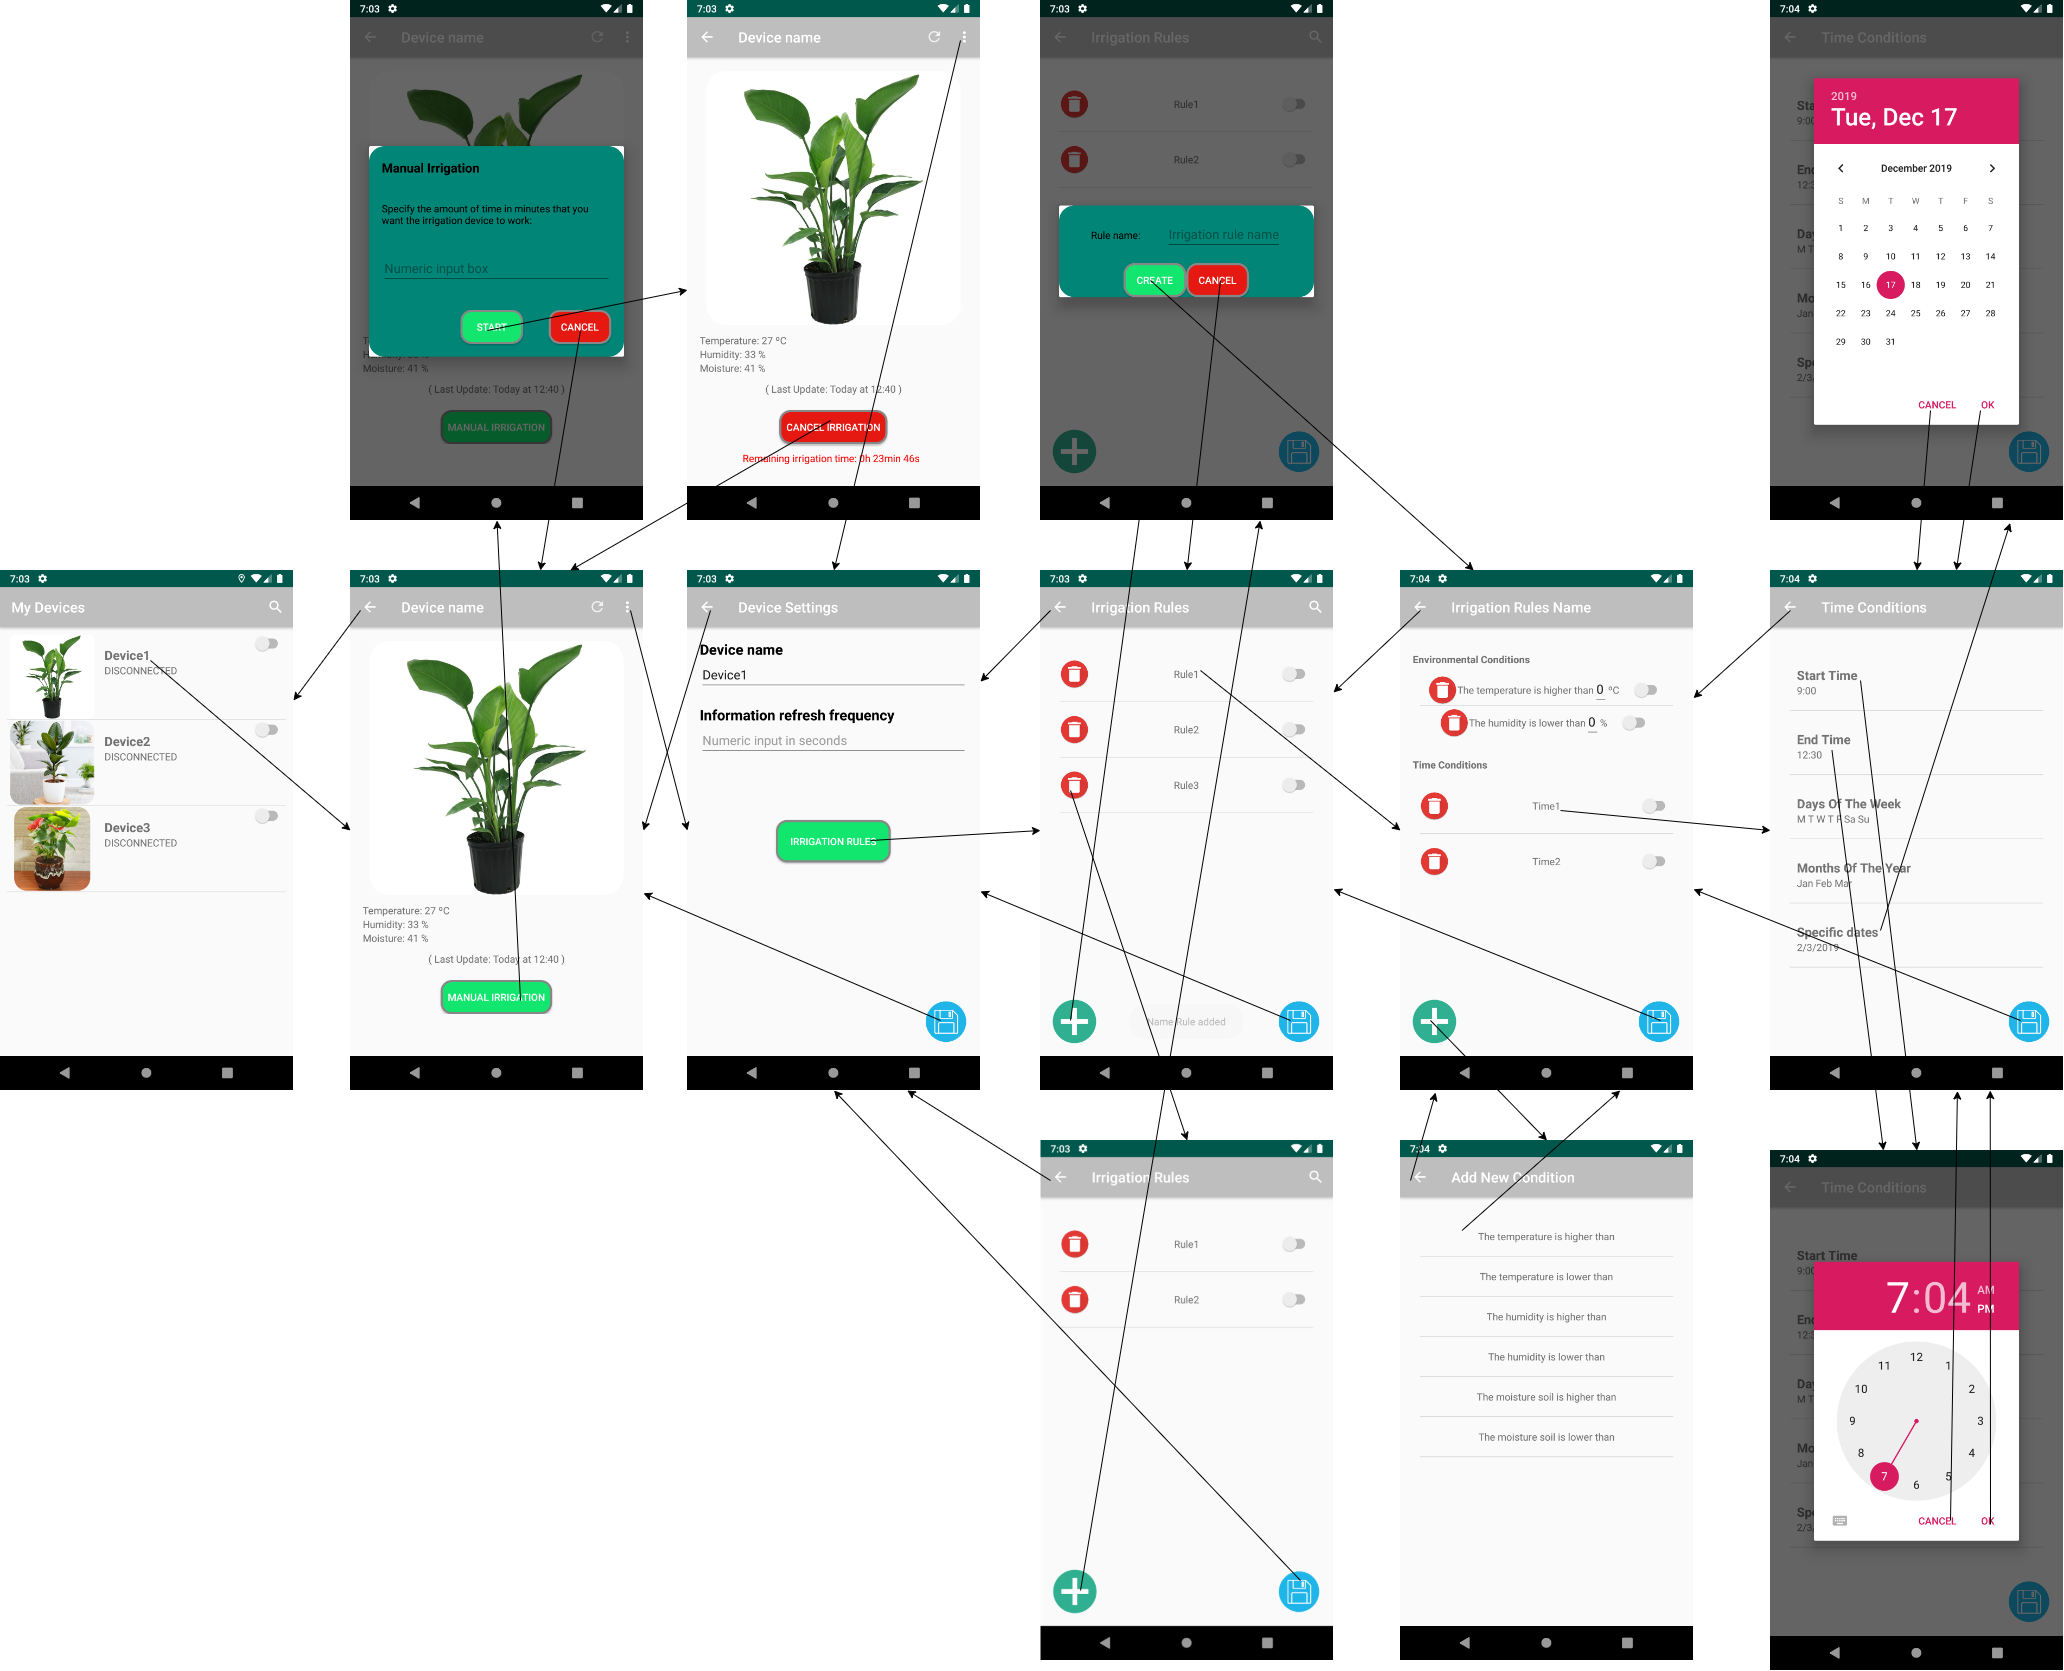 7:03
Device name
Manual Irrigation
Specify the amount of time in minutes that you
want the irrigation device to work:
Numeric input box
START
CANCEL
( Last Update: Today at 12:40 )
MANUAL IRRIGATION
7:03
Device name
Temperature: 27 ºC
Humidity: 33 %
Moisture: 41 %
( Last Update: Today at 12:40 )
CANCEL IRRIGATION
Remaining irrigation time: 0h 23min 46s
7:03
Irrigation Rules
Rule1
Rule2
Rule name:
Irrigation rule name
CREATE
CANCEL
7:04
Time Conditions
2019
Tue, Dec 17
December 2019
S M T W T F S
1 2 3 4 5 6 7
8 9 10 11 12 13 14
15 16 17 18 19 20 21
22 23 24 25 26 27 28
29 30 31
CANCEL OK
7:03
My Devices
Device1
DISCONNECTED
Device2
DISCONNECTED
Device3
DISCONNECTED
7:03
Device name
Temperature: 27 ºC
Humidity: 33 %
Moisture: 41 %
( Last Update: Today at 12:40 )
MANUAL IRRIGATION
7:03
Device Settings
Device name
Device1
Information refresh frequency
Numeric input in seconds
IRRIGATION RULES
7:03
Irrigation Rules
Rule1
Rule2
Rule3
Name Rule added
7:04
Irrigation Rules Name
Environmental Conditions
The temperature is higher than 0 ºC
The humidity is lower than 0 %
Time Conditions
Time1
Time2
7:04
Time Conditions
Start Time
9:00
End Time
12:30
Days Of The Week
M T W T F Sa Su
Months Of The Year
Jan Feb Mar
Specific dates
2/3/2019
7:03
Irrigation Rules
Rule1
Rule2
7:04
Add New Condition
The temperature is higher than
The temperature is lower than
The humidity is higher than
The humidity is lower than
The moisture soil is higher than
The moisture soil is lower than
7:04
Time Conditions
Start Time
7:04
AM
PM
12
11 1
10 2
9 3
8 4
7 5
6
CANCEL OK